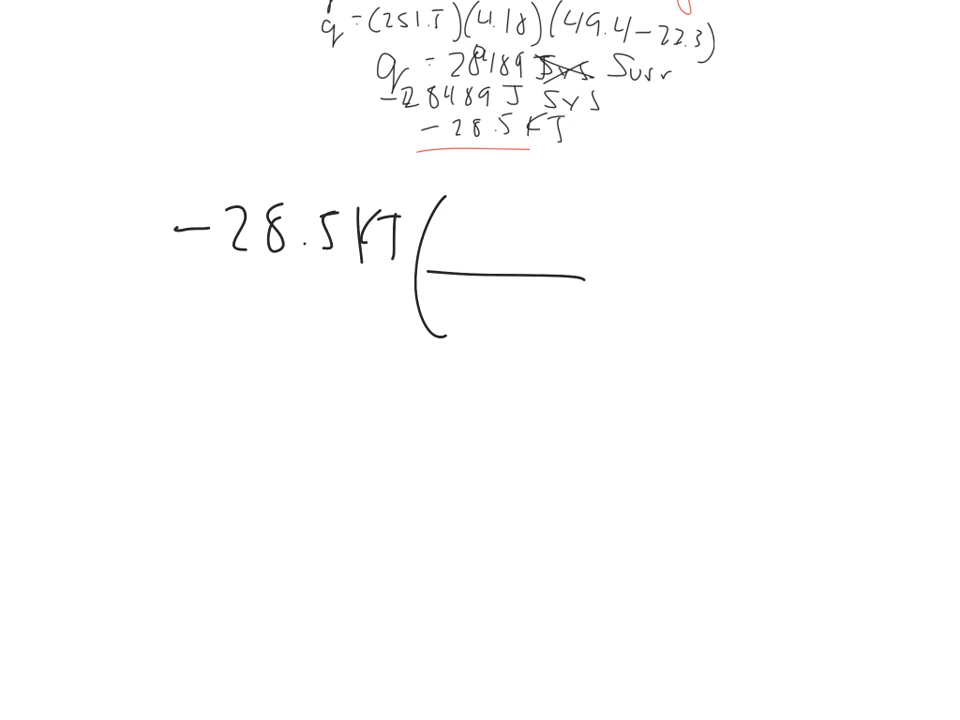 q = (251.5)(4.18)(49.4-22.3)
q = 28489 Surr
-28489 J sys
-28.5 KJ
-28.5 KJ (